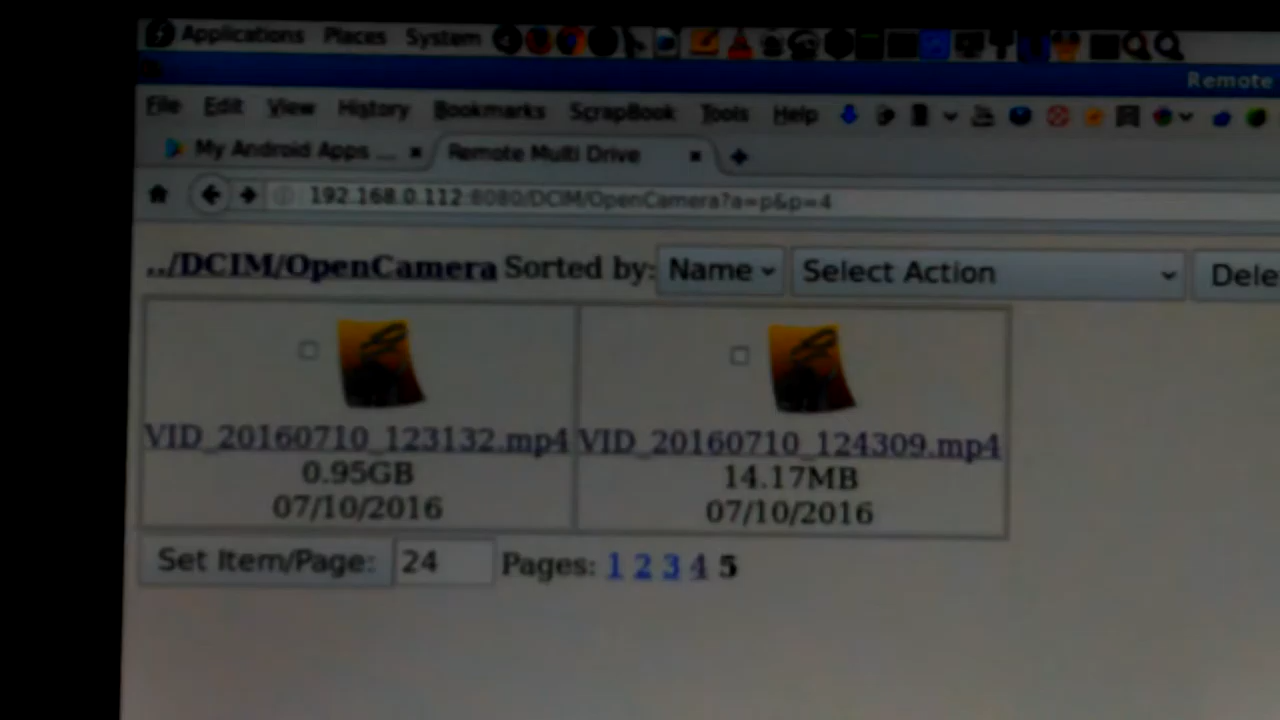 Applications Places System
Remote
File Edit View History Bookmarks ScrapBook Tools Help
My Android Apps ... Remote Multi Drive
192.168.0.112:8080/DCIM/OpenCamera?a=p&p=4
../DCIM/OpenCamera Sorted by: Name Select Action Dele
VID_20160710_123132.mp4 VID_20160710_124309.mp4
0.95GB 14.17MB
07/10/2016 07/10/2016
Set Item/Page: 24 Pages: 1 2 3 4 5